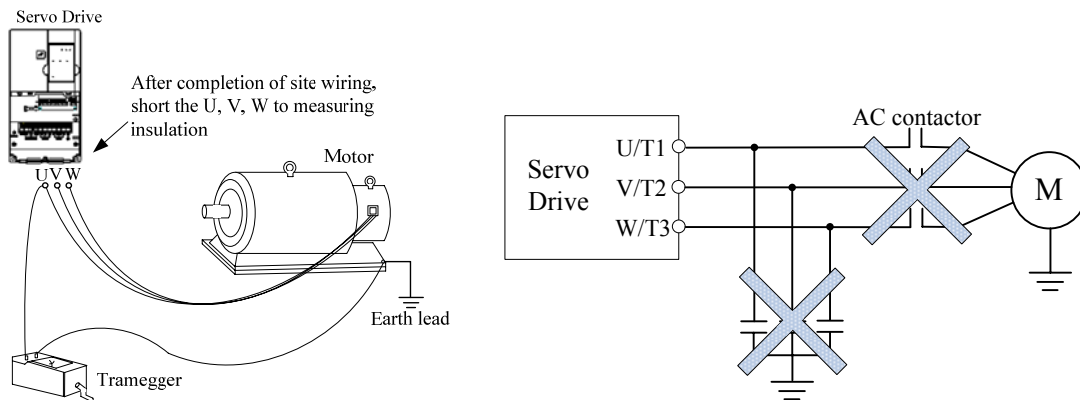 Servo Drive
After completion of site wiring,
short the U, V, W to measuring
insulation
U V W
Motor
Earth lead
Tramegger
AC contactor
Servo
Drive
U/T1
V/T2
W/T3
M